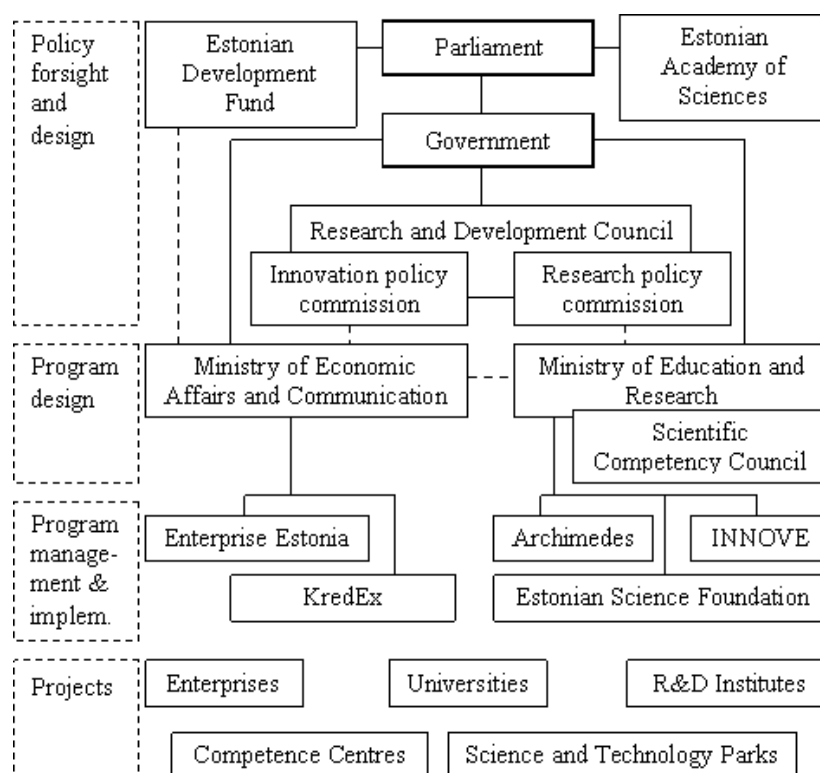 Policy
forsight
and
design
Estonian
Development
Fund
Parliament
Estonian
Academy of
Sciences
Government
Research and Development Council
Innovation policy
commission
Research policy
commission
Program
design
Ministry of Economic
Affairs and Communication
Ministry of Education and
Research
Scientific
Competency Council
Program
manage-
ment &
implem.
Enterprise Estonia
Archimedes
INNOVE
KredEx
Estonian Science Foundation
Projects
Enterprises
Universities
R&D Institutes
Competence Centres
Science and Technology Parks